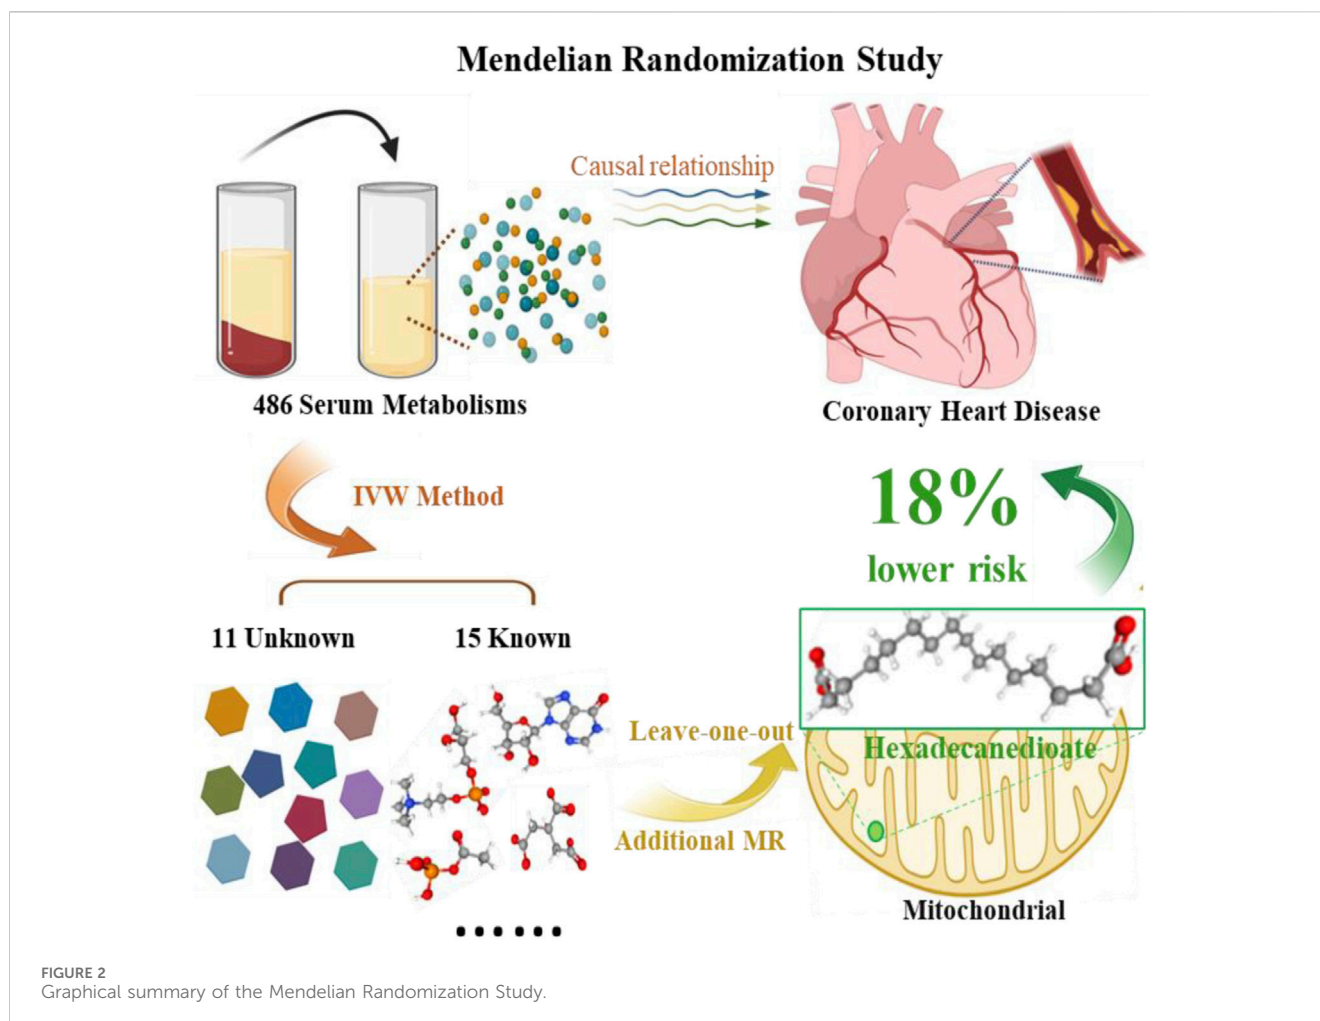 Mendelian Randomization Study
Causal relationship
486 Serum Metabolisms
Coronary Heart Disease
IVW Method
18%
lower risk
11 Unknown
15 Known
Leave-one-out
Additional MR
Hexadecanedioate
Mitochondrial
FIGURE 2
Graphical summary of the Mendelian Randomization Study.